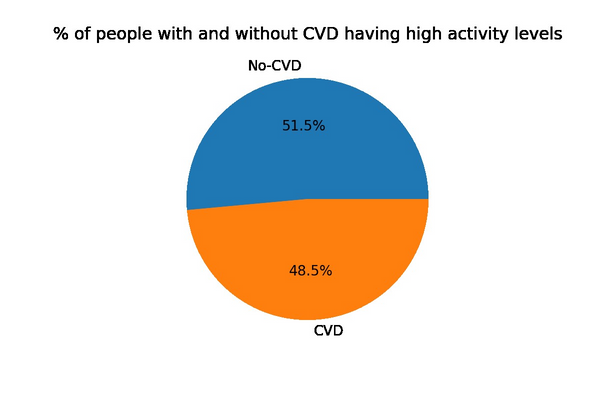 % of people with and without CVD having high activity levels
No-CVD
51.5%
48.5%
CVD